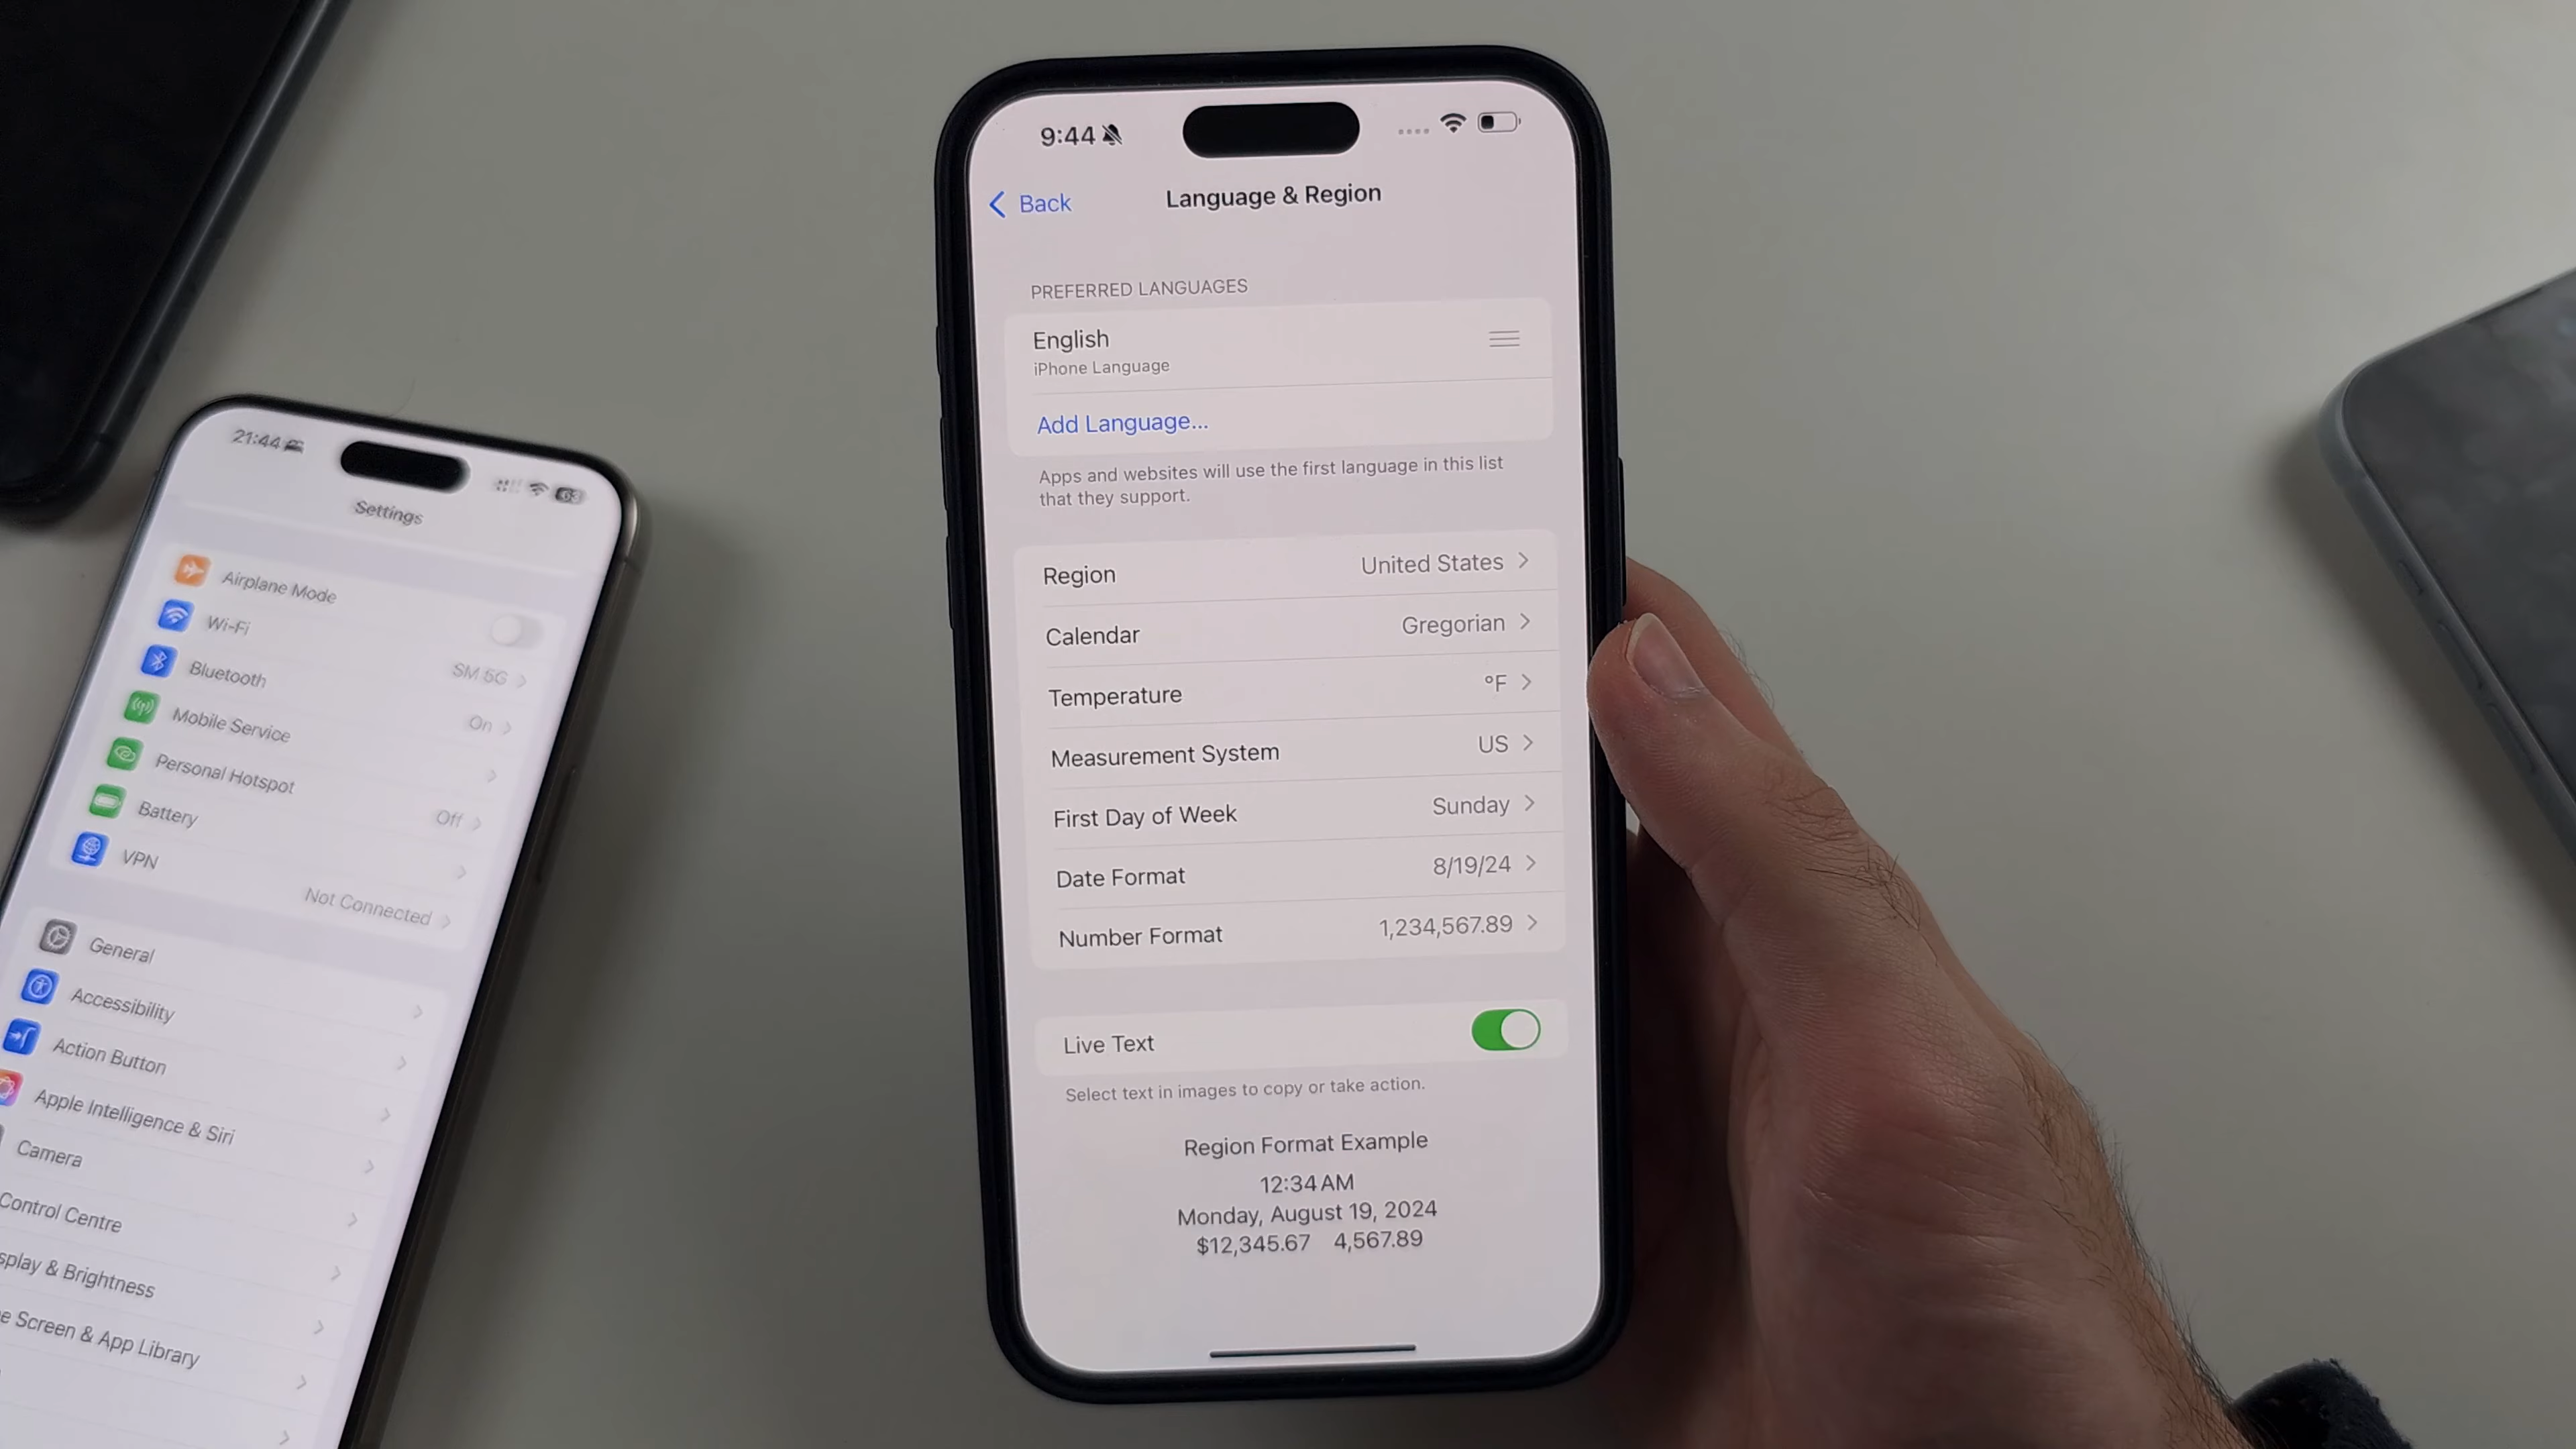 21:44
63
Settings
Airplane Mode
Wi-Fi
SM 5G
Bluetooth
On
Mobile Service
Personal Hotspot
Off
Battery
VPN
Not Connected
General
Accessibility
Action Button
Apple Intelligence & Siri
Camera
Control Centre
splay & Brightness
e Screen & App Library
9:44
Back
Language & Region
PREFERRED LANGUAGES
English
iPhone Language
Add Language...
Apps and websites will use the first language in this list
that they support.
Region United States
Calendar Gregorian
Temperature °F
Measurement System US
First Day of Week Sunday
Date Format 8/19/24
Number Format 1,234,567.89
Live Text
Select text in images to copy or take action.
Region Format Example
12:34 AM
Monday, August 19, 2024
$12,345.67 4,567.89